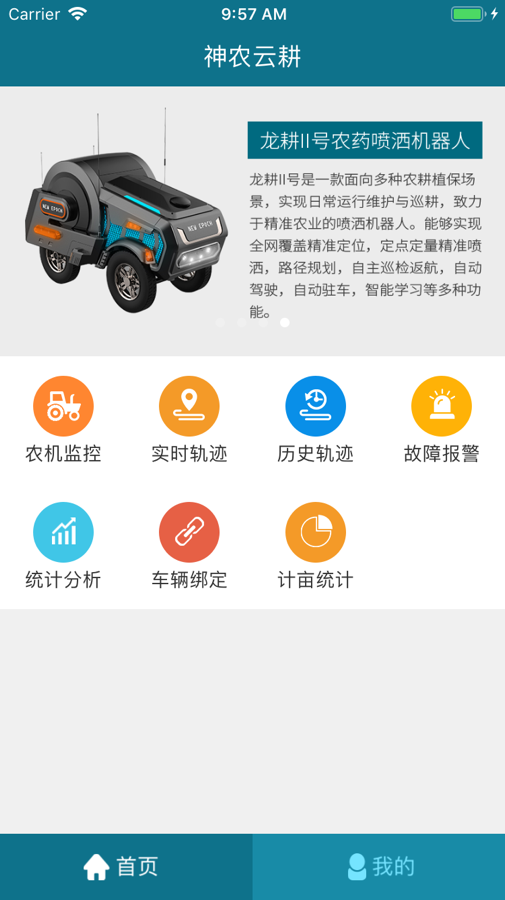 Carrier
9:57 AM
神农云耕
龙耕II号农药喷洒机器人
龙耕II号是一款面向多种农耕植保场
景，实现日常运行维护与巡耕，致力
于精准农业的喷洒机器人。能够实现
全网覆盖精准定位，定点定量精准喷
洒，路径规划，自主巡检返航，自动
驾驶，自动驻车，智能学习等多种功
能。
NEW EPOCH
NEW EPOCH
农机监控
实时轨迹
历史轨迹
故障报警
统计分析
车辆绑定
计亩统计
首页
我的